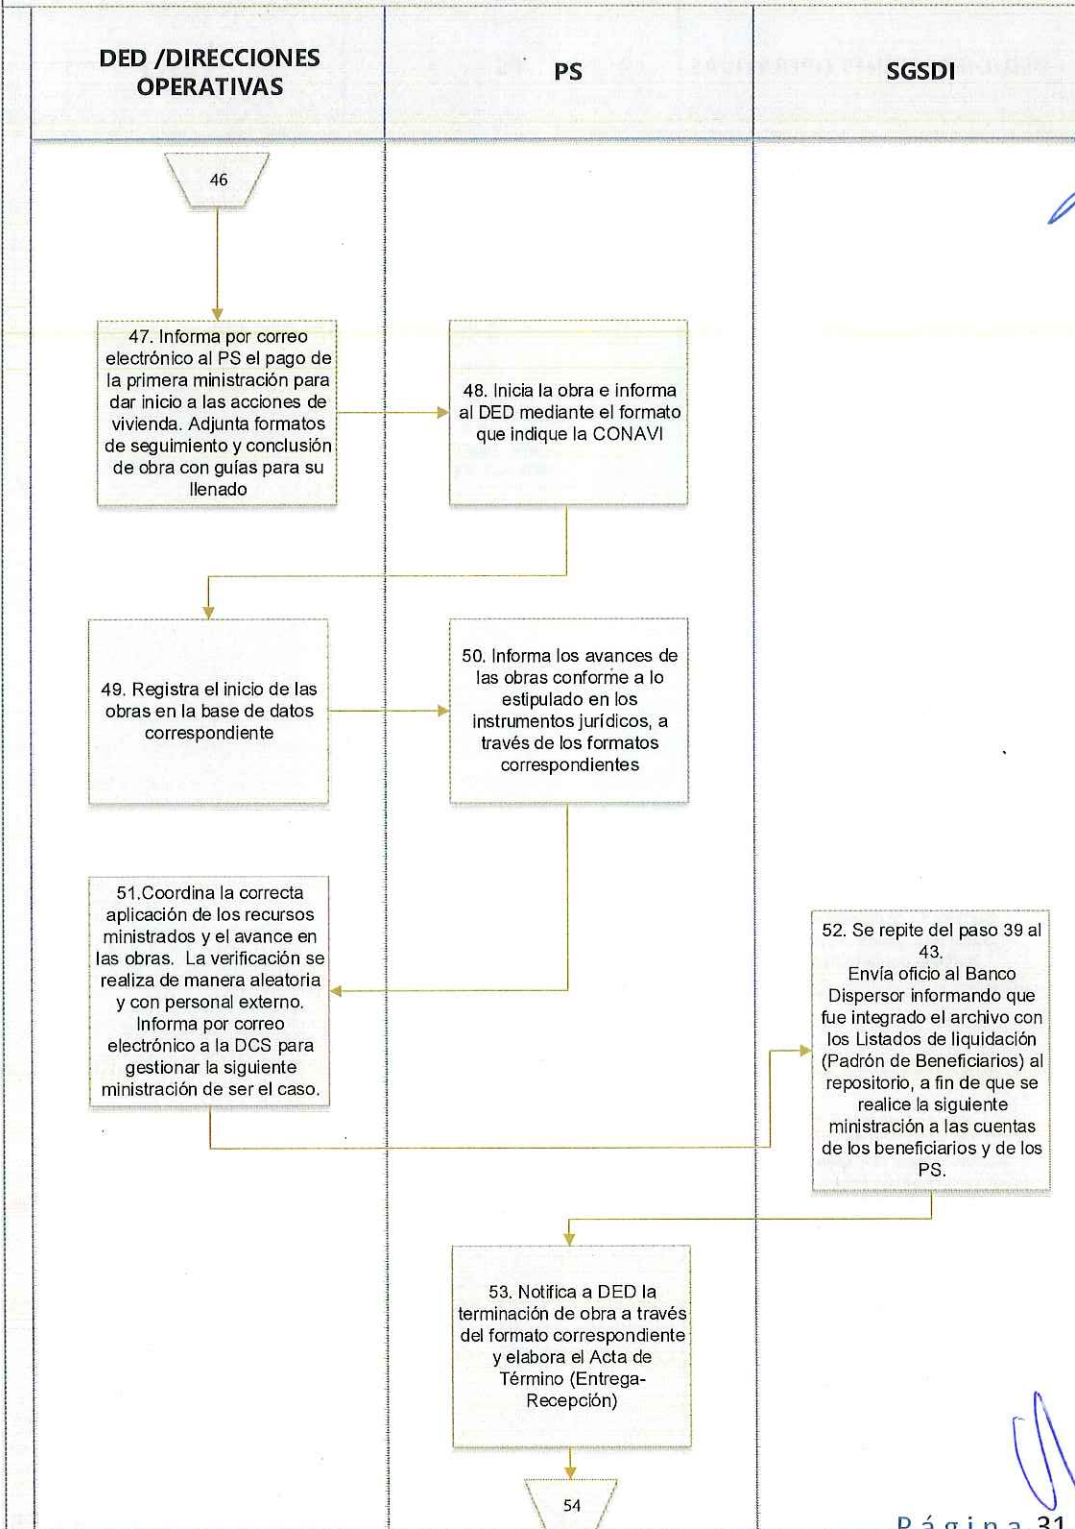 DED /DIRECCIONES
OPERATIVAS
PS
SGSDI
46
47. Informa por correo
electrónico al PS el pago de
la primera ministración para
dar inicio a las acciones de
vivienda. Adjunta formatos
de seguimiento y conclusión
de obra con guías para su
llenado
48. Inicia la obra e informa
al DED mediante el formato
que indique la CONAVI
49. Registra el inicio de las
obras en la base de datos
correspondiente
50. Informa los avances de
las obras conforme a lo
estipulado en los
instrumentos jurídicos, a
través de los formatos
correspondientes
51.Coordina la correcta
aplicación de los recursos
ministrados y el avance en
las obras. La verificación se
realiza de manera aleatoria
y con personal externo.
Informa por correo
electrónico a la DCS para
gestionar la siguiente
ministración de ser el caso.
52. Se repite del paso 39 al
43.
Envía oficio al Banco
Dispersor informando que
fue integrado el archivo con
los Listados de liquidación
(Padrón de Beneficiarios) al
repositorio, a fin de que se
realice la siguiente
ministración a las cuentas
de los beneficiarios y de los
PS.
53. Notifica a DED la
terminación de obra a través
del formato correspondiente
y elabora el Acta de
Término (Entrega-
Recepción)
54
Página 31